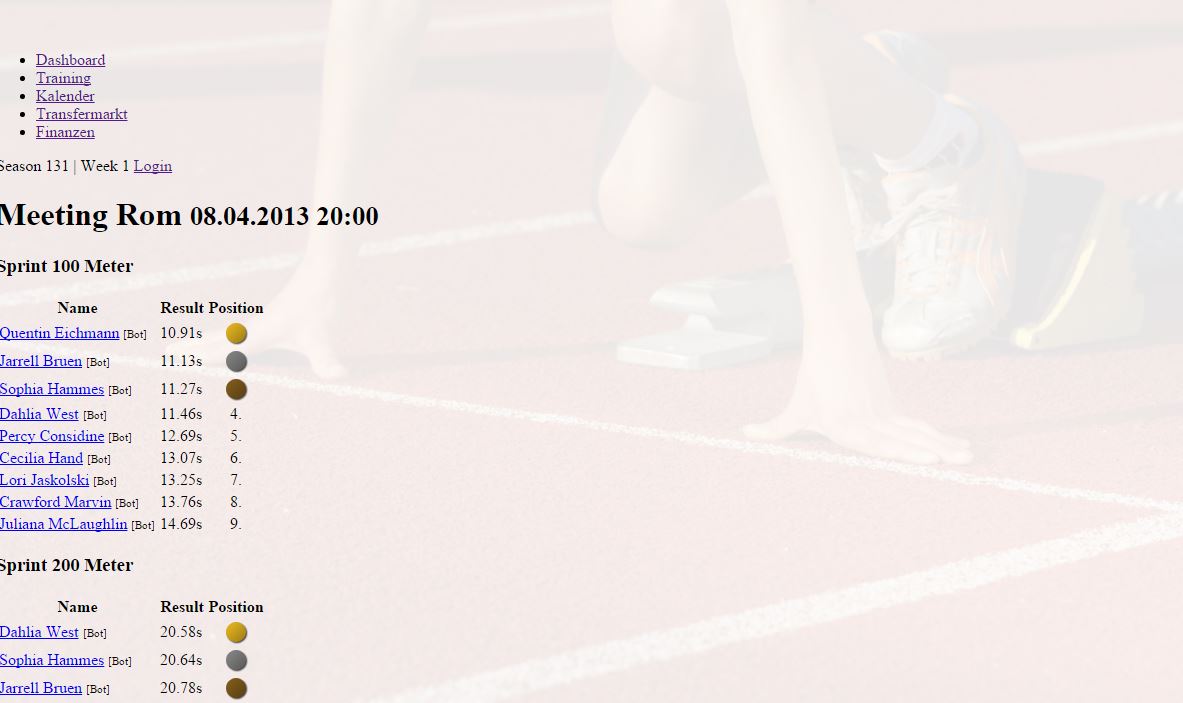 Dashboard
Training
Kalender
Transfermarkt
Finanzen
Season 131 | Week 1 Login
Meeting Rom 08.04.2013 20:00
Sprint 100 Meter
Name Result Position
Quentin Eichmann [Bot] 10.91s
Jarrell Bruen [Bot] 11.13s
Sophia Hammes [Bot] 11.27s
Dahlia West [Bot] 11.46s 4.
Percy Considine [Bot] 12.69s 5.
Cecilia Hand [Bot] 13.07s 6.
Lori Jaskolski [Bot] 13.25s 7.
Crawford Marvin [Bot] 13.76s 8.
Juliana McLaughlin [Bot] 14.69s 9.
Sprint 200 Meter
Name Result Position
Dahlia West [Bot] 20.58s
Sophia Hammes [Bot] 20.64s
Jarrell Bruen [Bot] 20.78s